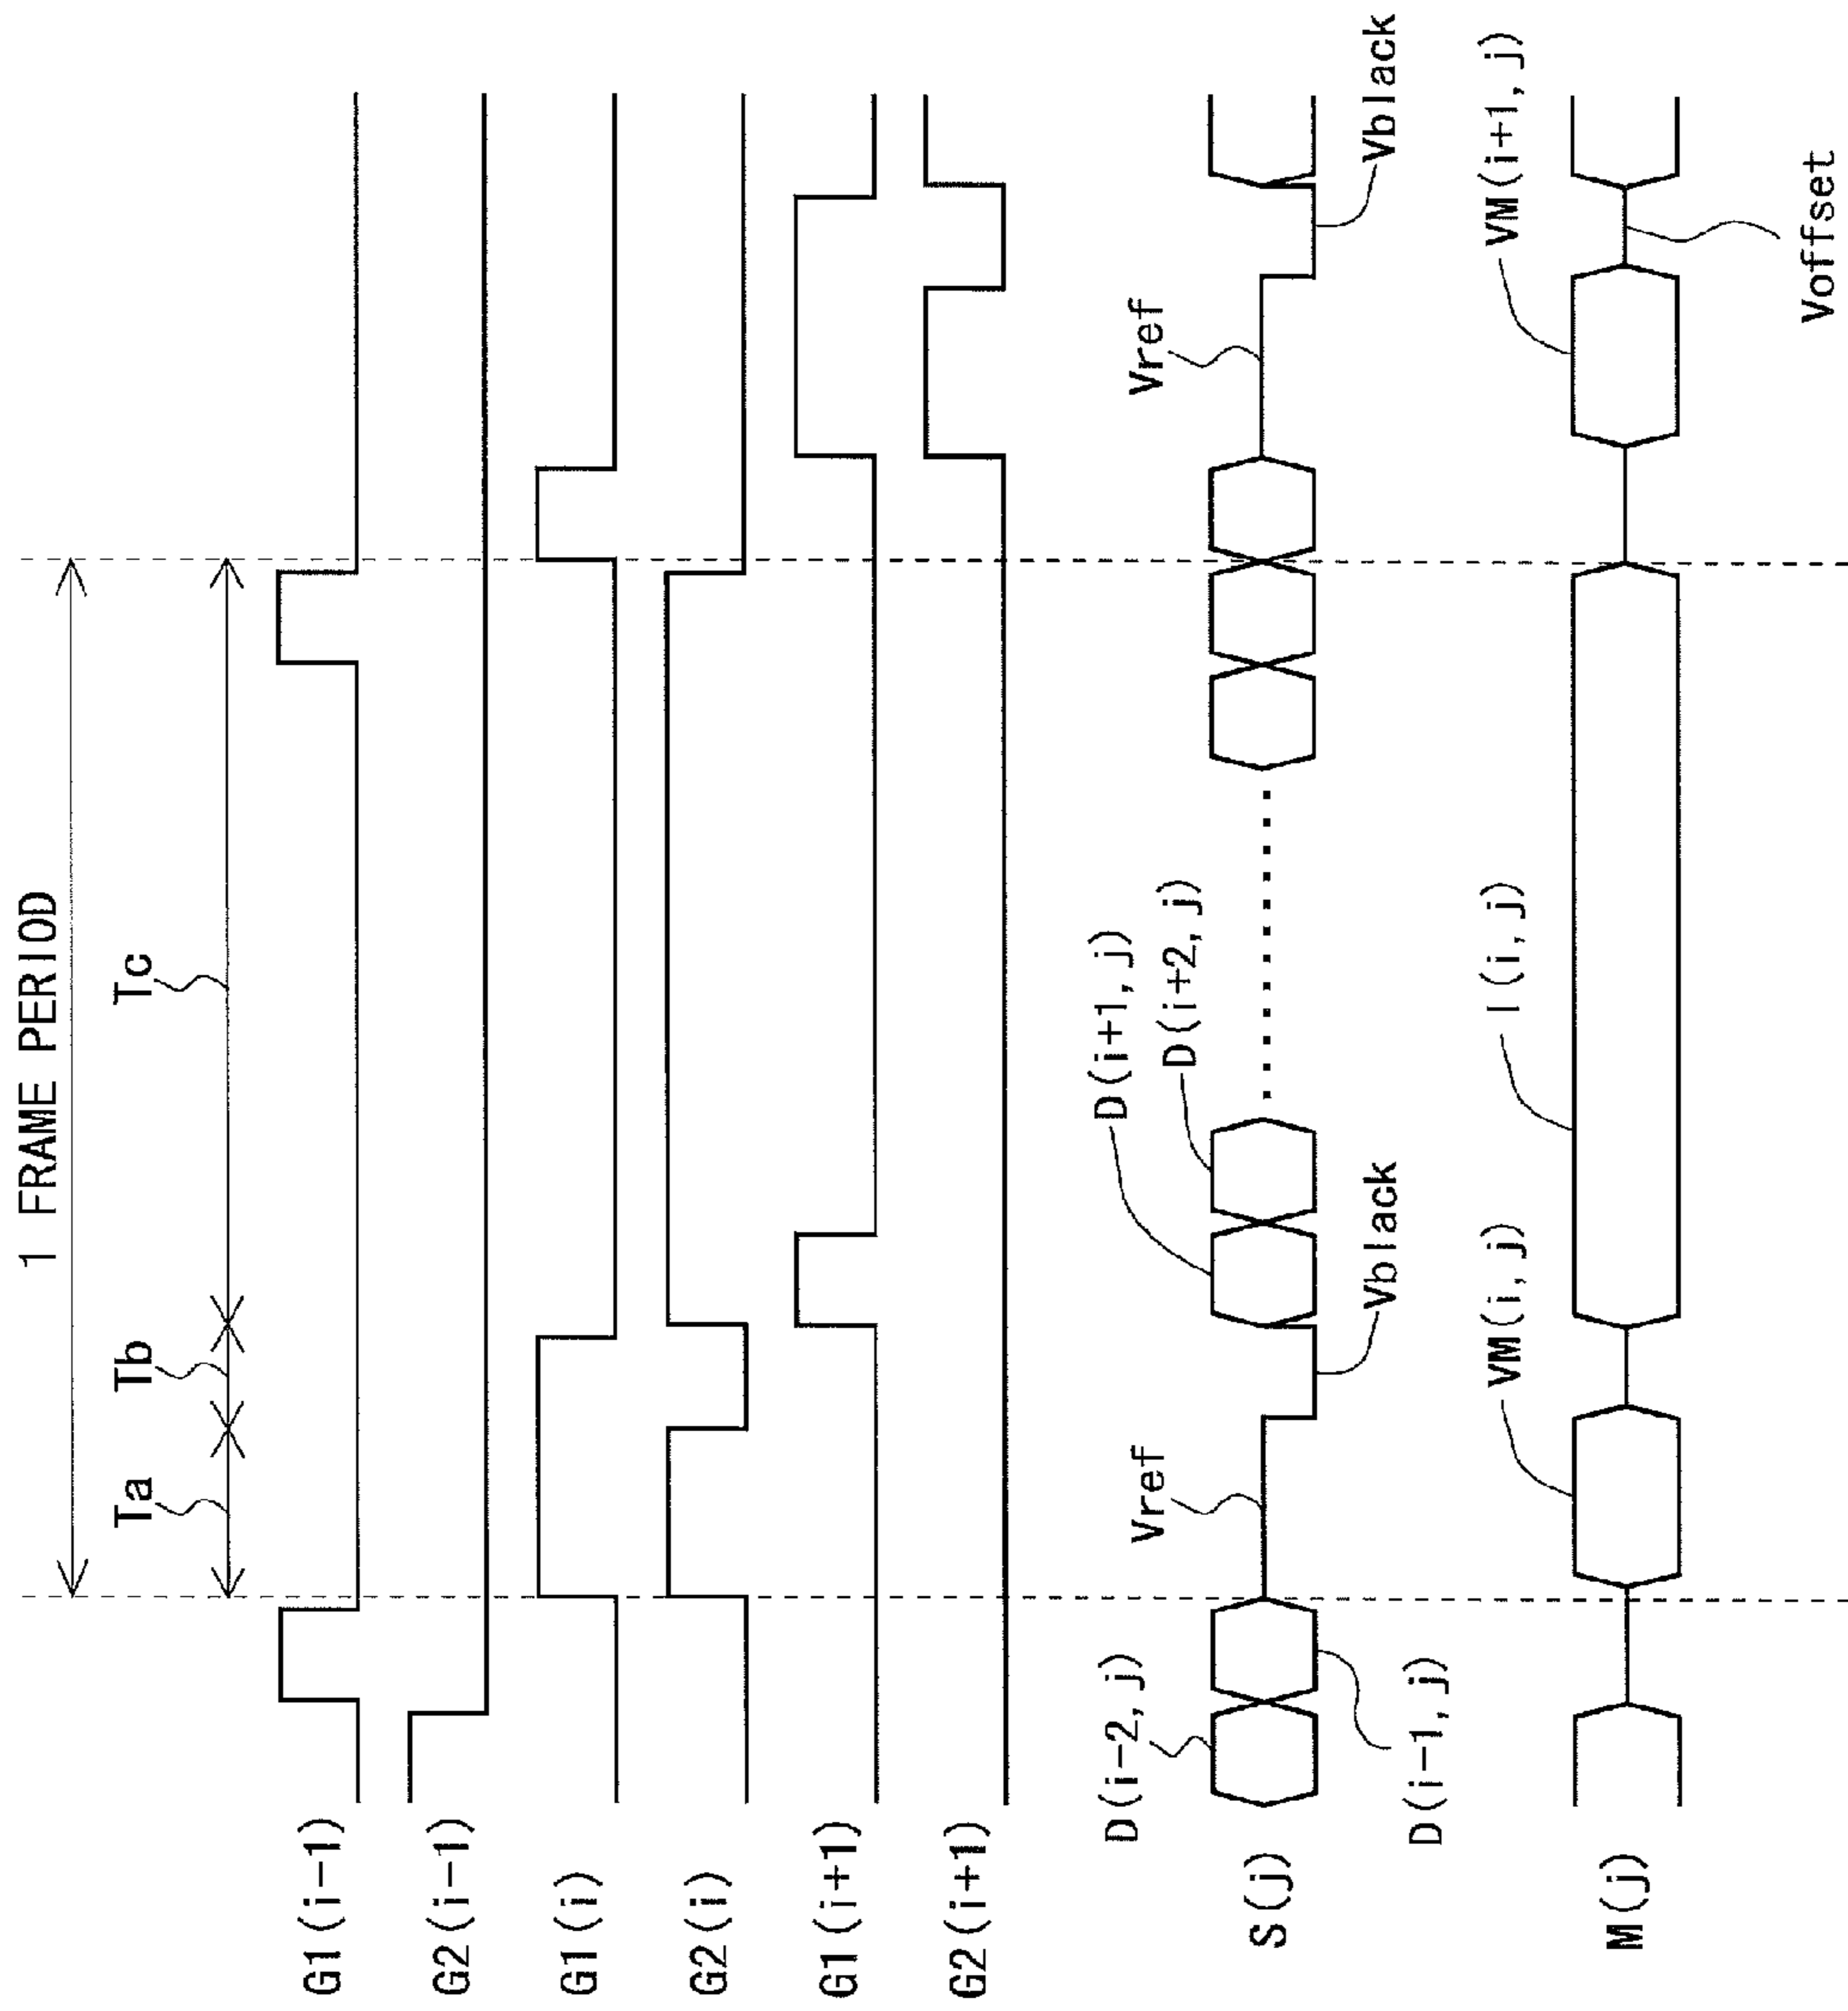 1 FRAME PERIOD
Ta
Tb
Tc
G1(i-1)
G2(i-1)
G1(i)
G2(i)
G1(i+1)
G2(i+1)
D(i-2, j)
Vref
D(i+1, j)
D(i+2, j)
Vref
S(j)
D(i-1, j)
Vblack
Vblack
VM(i, j)
I(i, j)
VM(i+1, j)
M(j)
Voffset